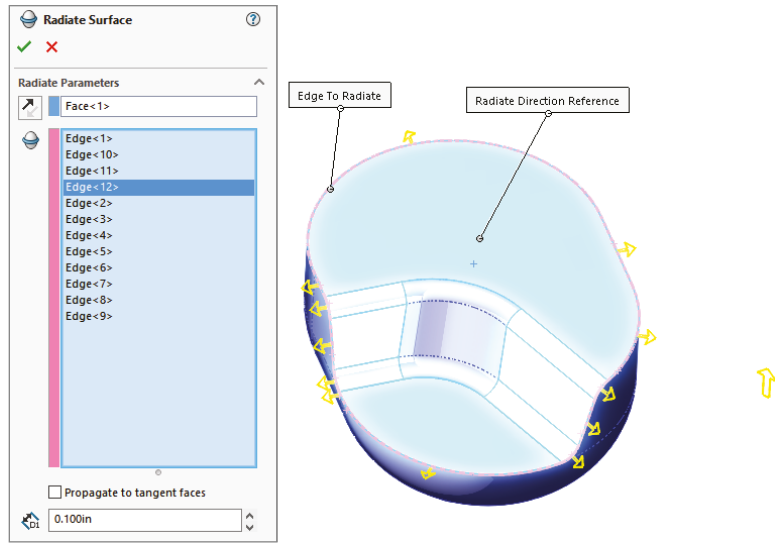 Radiate Surface
Radiate Parameters
Face<1>
Edge<1>
Edge<10>
Edge<11>
Edge<12>
Edge<2>
Edge<3>
Edge<4>
Edge<5>
Edge<6>
Edge<7>
Edge<8>
Edge<9>
Propagate to tangent faces
D1
0.100in
Edge To Radiate
Radiate Direction Reference